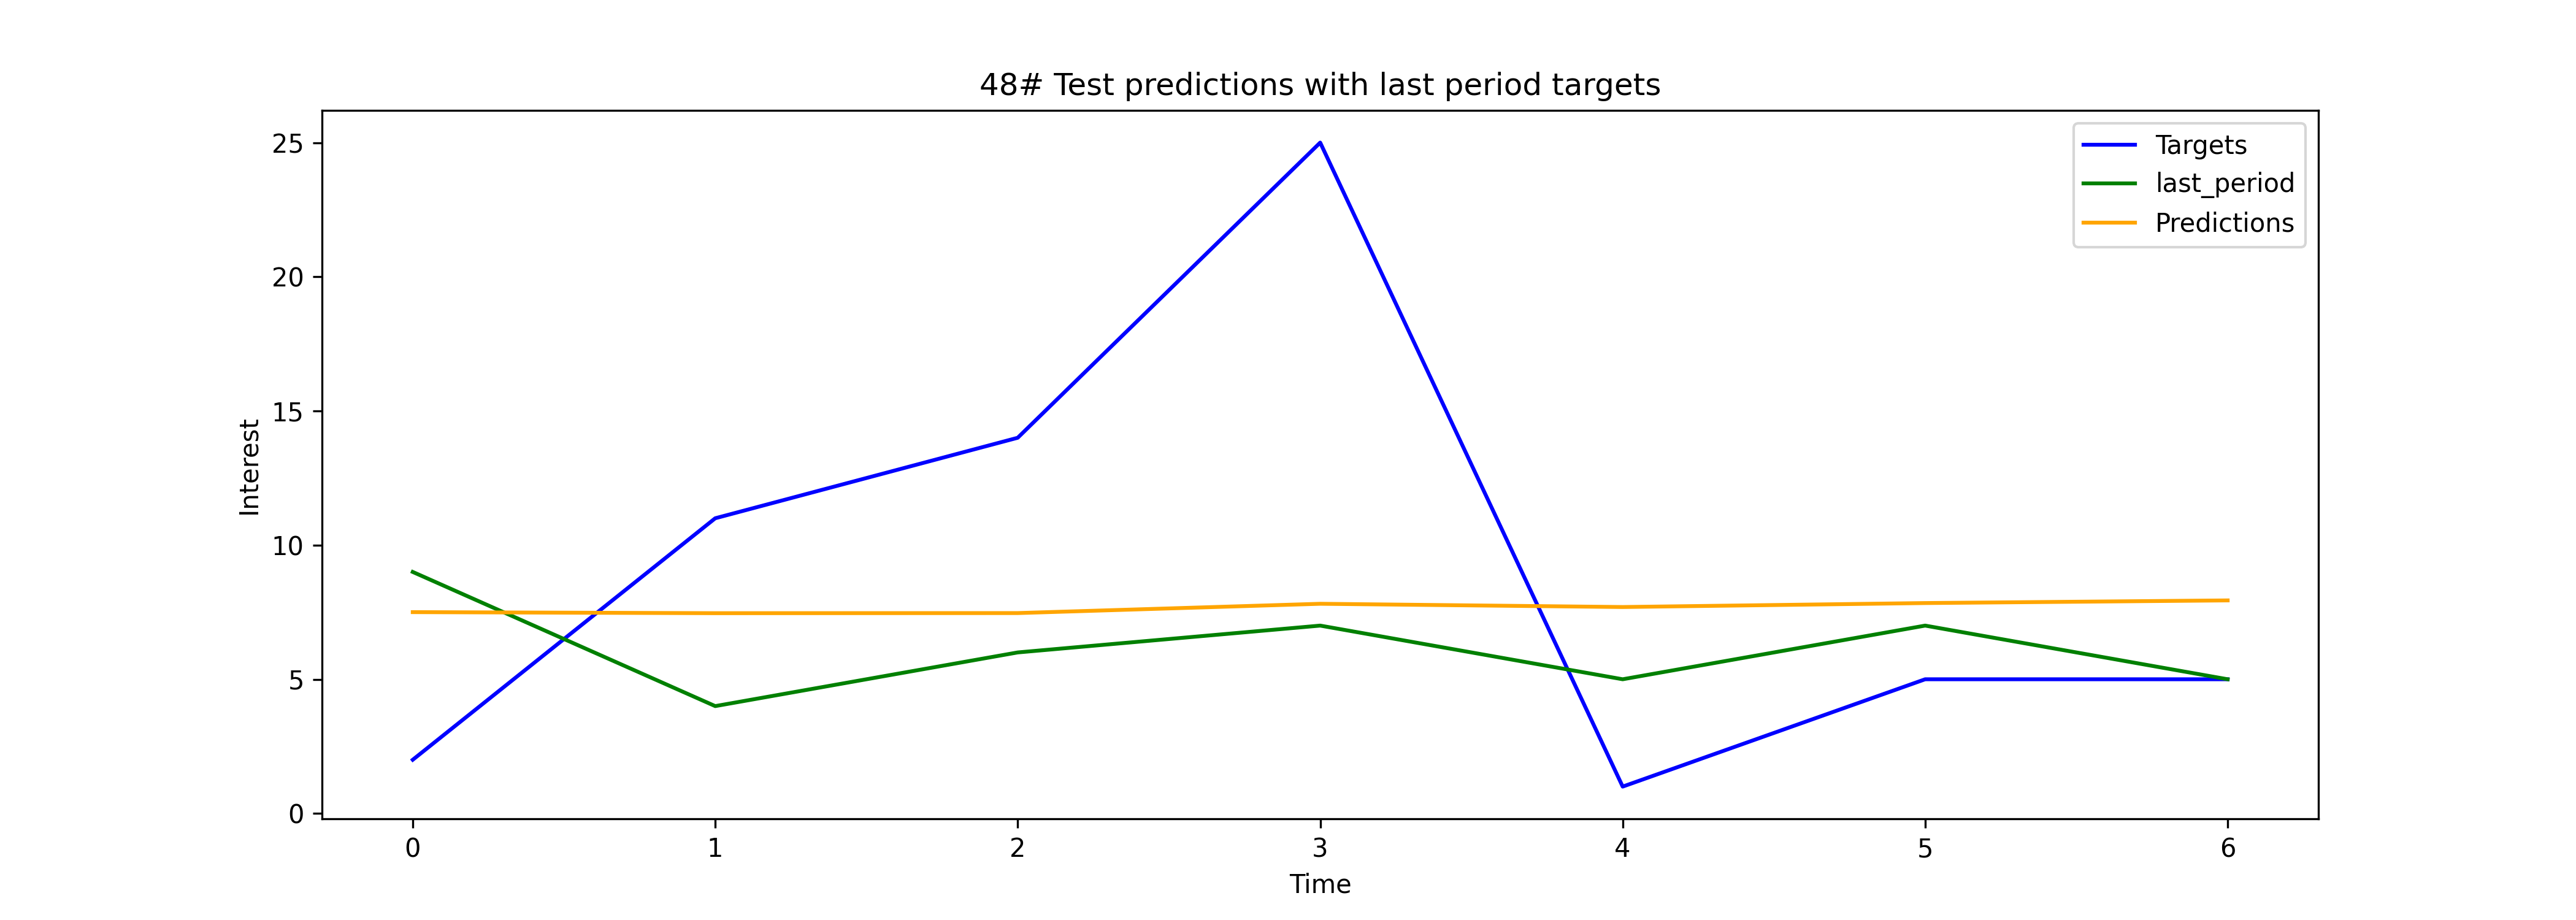 48# Test predictions with last period targets
Targets
last_period
Predictions
25
20
15
10
5
0
Interest
0 1 2 3 4 5 6
Time